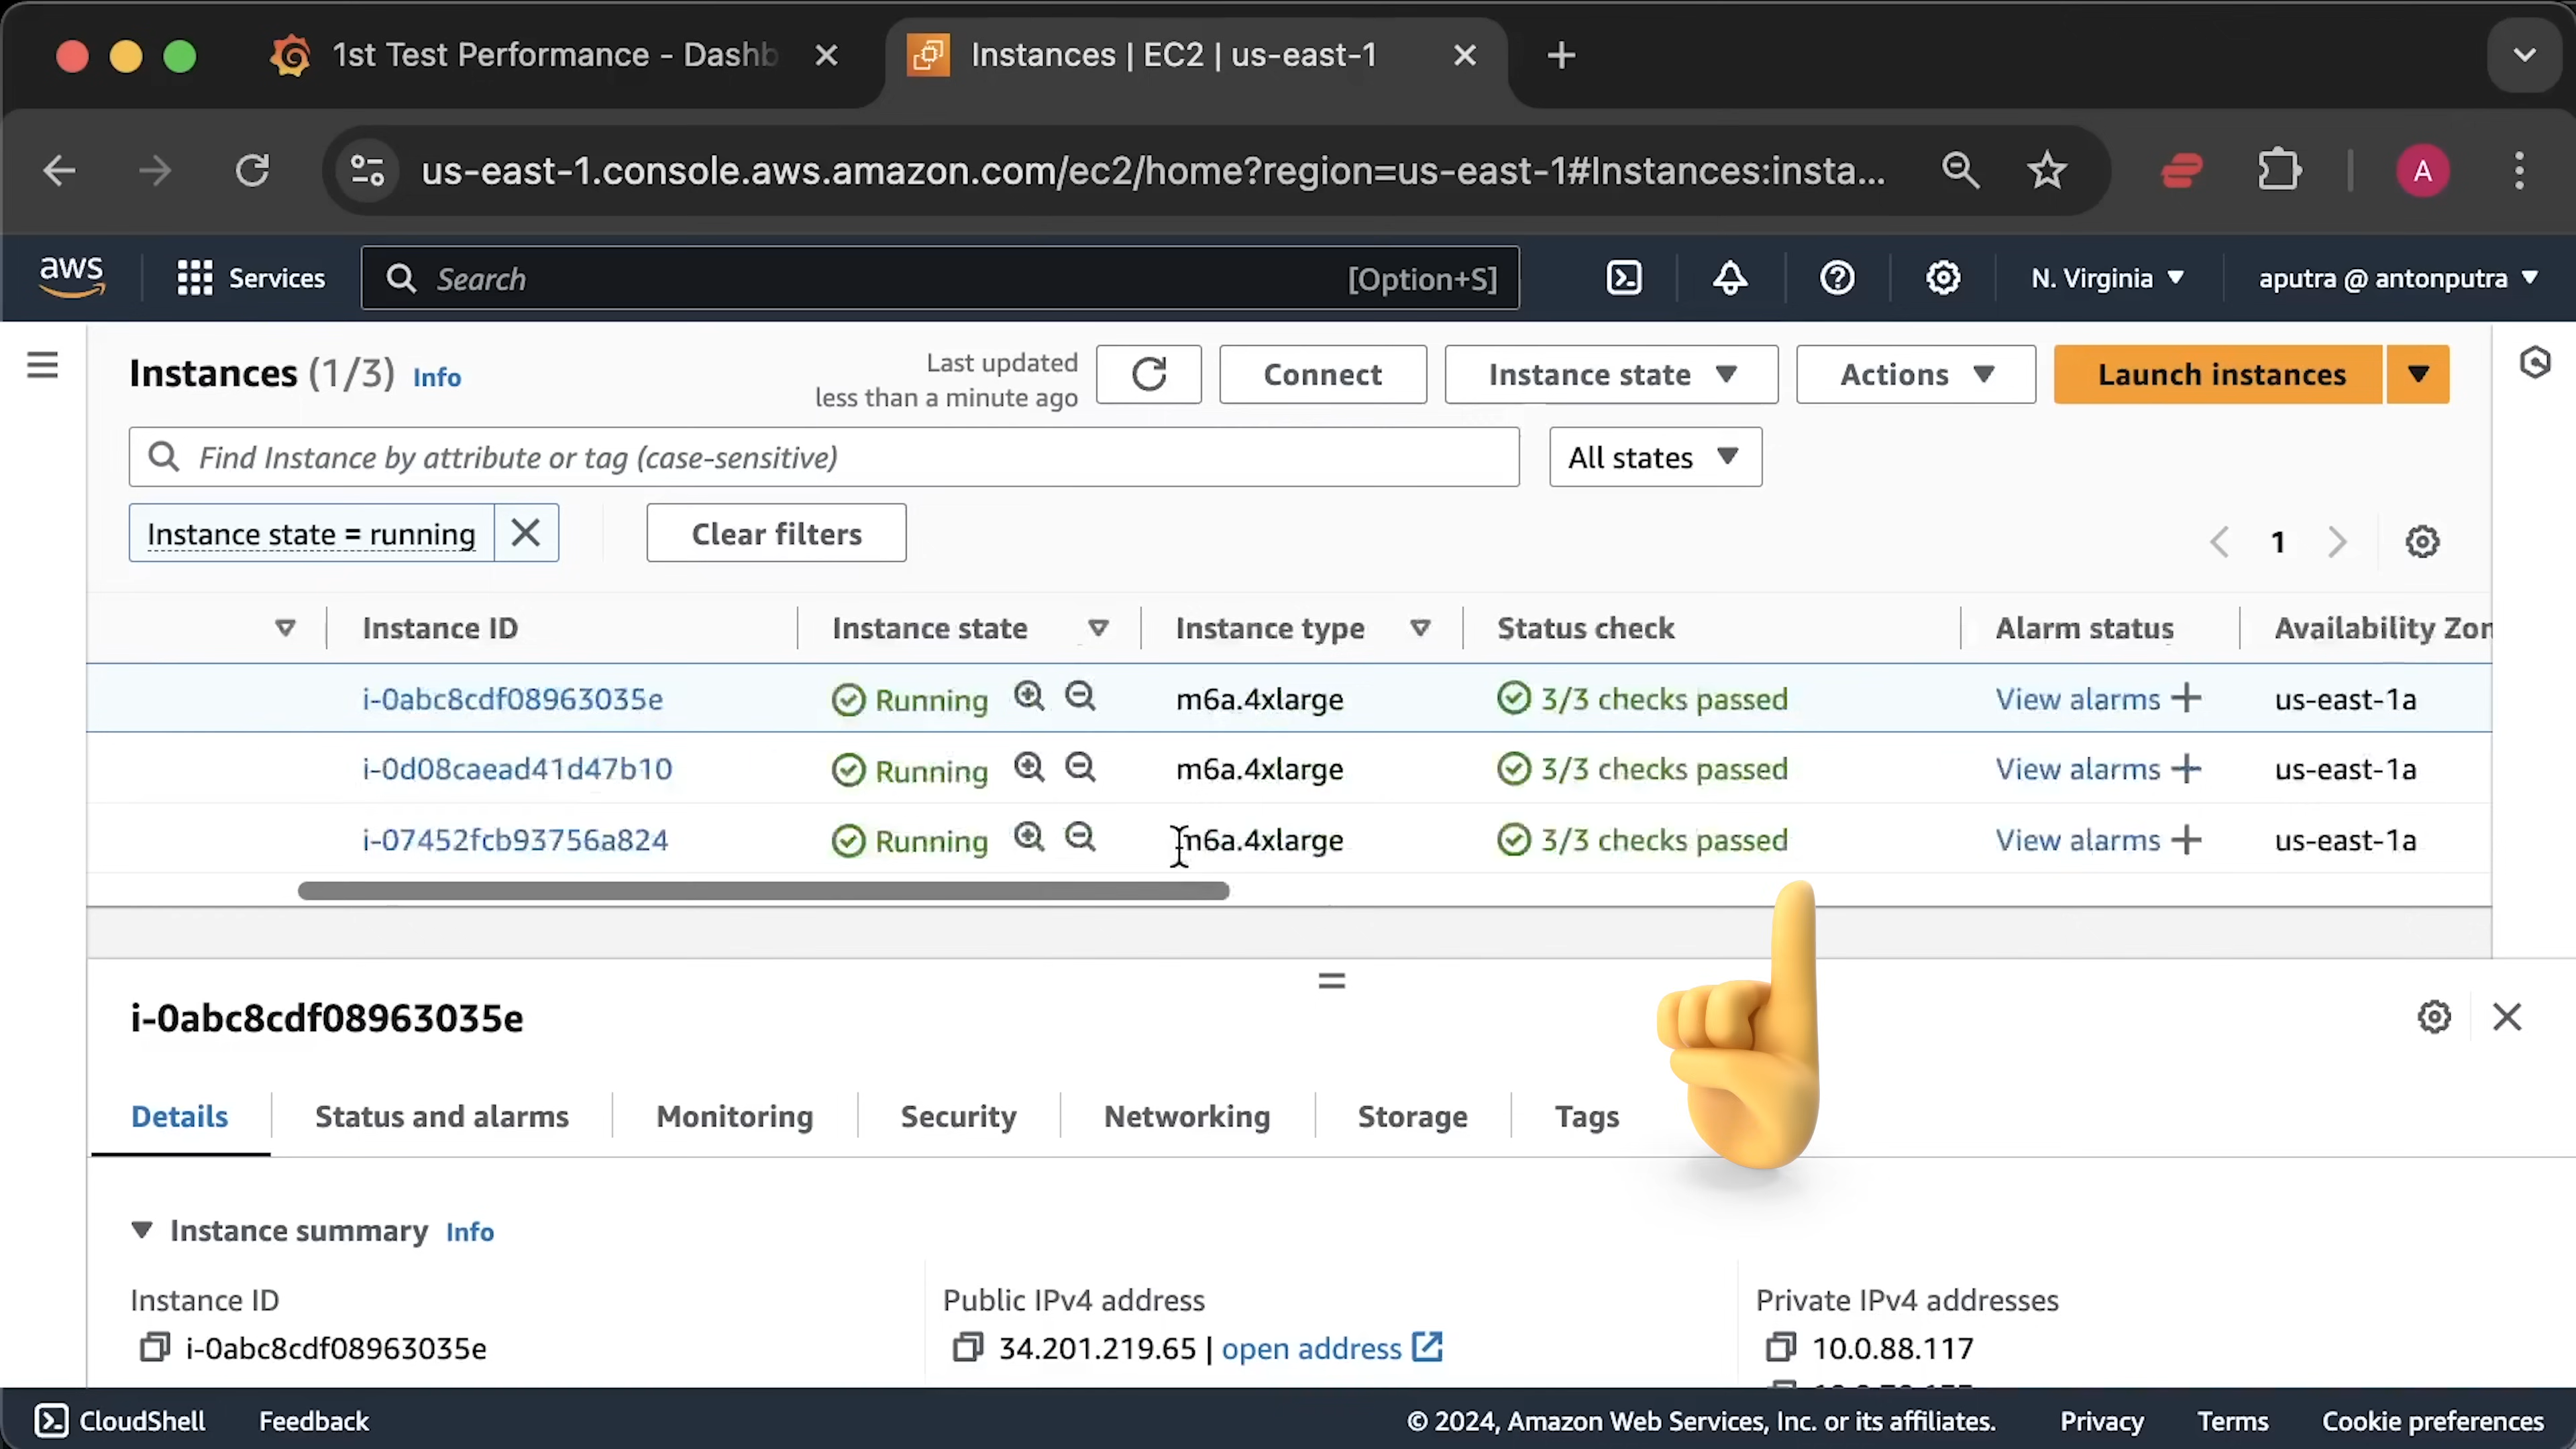 1st Test Performance - Dashb
Instances | EC2 | us-east-1
us-east-1.console.aws.amazon.com/ec2/home?region=us-east-1#Instances:insta...
A
aws
Services
Search
[Option+S]
N. Virginia
aputra @ antonputra
Instances (1/3) Info
Last updated
less than a minute ago
Connect
Instance state
Actions
Launch instances
Find Instance by attribute or tag (case-sensitive)
All states
Instance state = running
Clear filters
1
Instance ID Instance state Instance type Status check Alarm status Availability Zon
i-0abc8cdf08963035e Running m6a.4xlarge 3/3 checks passed View alarms + us-east-1a
i-0d08caead41d47b10 Running m6a.4xlarge 3/3 checks passed View alarms + us-east-1a
i-07452fcb93756a824 Running m6a.4xlarge 3/3 checks passed View alarms + us-east-1a
i-0abc8cdf08963035e
Details Status and alarms Monitoring Security Networking Storage Tags
Instance summary Info
Instance ID Public IPv4 address Private IPv4 addresses
i-0abc8cdf08963035e 34.201.219.65 | open address 10.0.88.117
CloudShell Feedback © 2024, Amazon Web Services, Inc. or its affiliates. Privacy Terms Cookie preferences